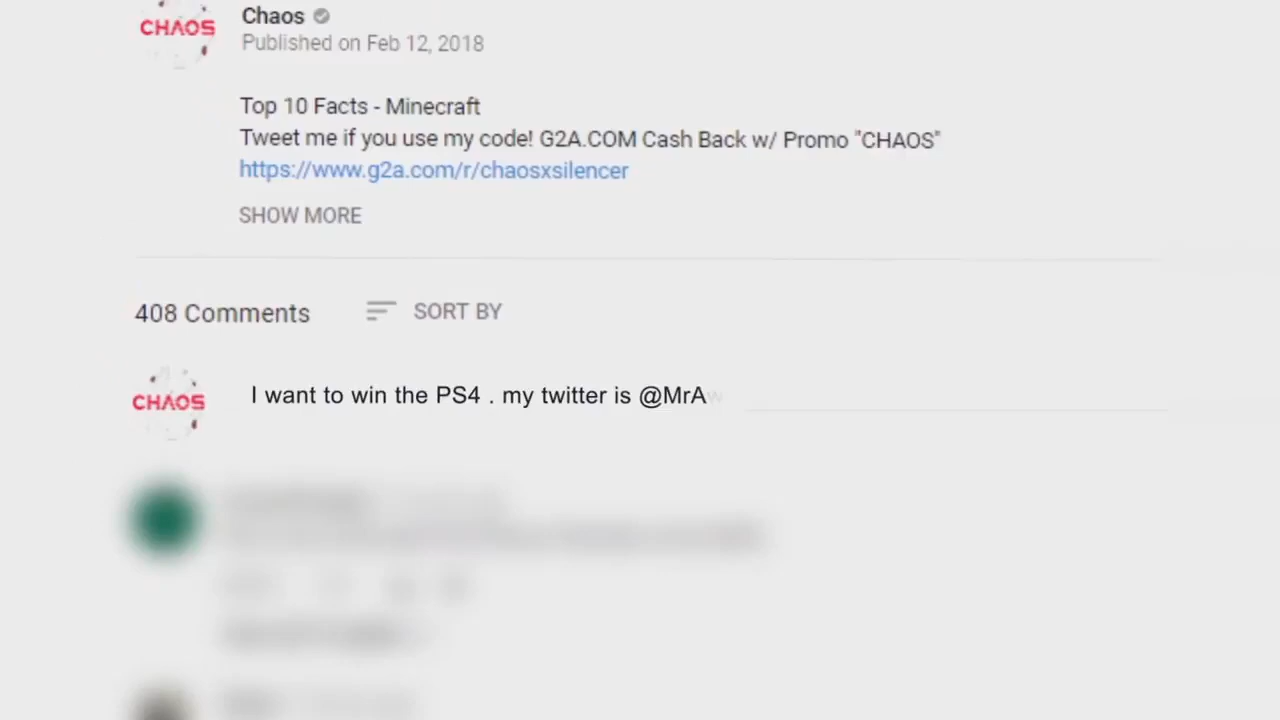 CHAOS
Chaos
Published on Feb 12, 2018
Top 10 Facts - Minecraft
Tweet me if you use my code! G2A.COM Cash Back w/ Promo "CHAOS"
https://www.g2a.com/r/chaosxsilencer
SHOW MORE
408 Comments SORT BY
CHAOS
I want to win the PS4 . my twitter is @MrAw